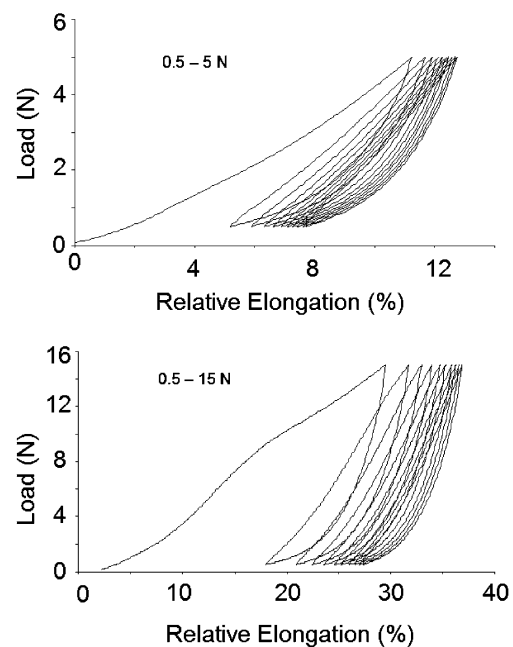 6
0.5 – 5 N
4
Load (N)
2
0
0 4 8 12
Relative Elongation (%)
16
0.5 – 15 N
12
Load (N)
8
4
0
0 10 20 30 40
Relative Elongation (%)